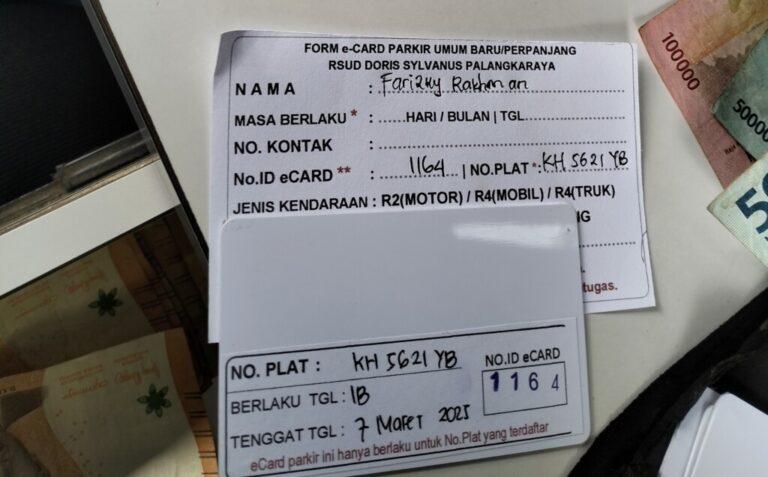 FORM e-CARD PARKIR UMUM BARU/PERPANJANG
RSUD DORIS SYLVANUS PALANGKARAYA
NAMA : Farizky Rakhman
MASA BERLAKU * : ......HARI / BULAN | TGL
NO. KONTAK :
No.ID eCARD ** : 1164 | NO.PLAT *: KH 5621 YB
JENIS KENDARAAN : R2(MOTOR) / R4(MOBIL) / R4(TRUK)
NG
tugas.
NO. PLAT : KH 5621 YB
NO.ID eCARD
1164
BERLAKU TGL : 1B
TENGGAT TGL : 7 Maret 2025
eCard parkir ini hanya berlaku untuk No.Plat yang terdaftar
100000
50000